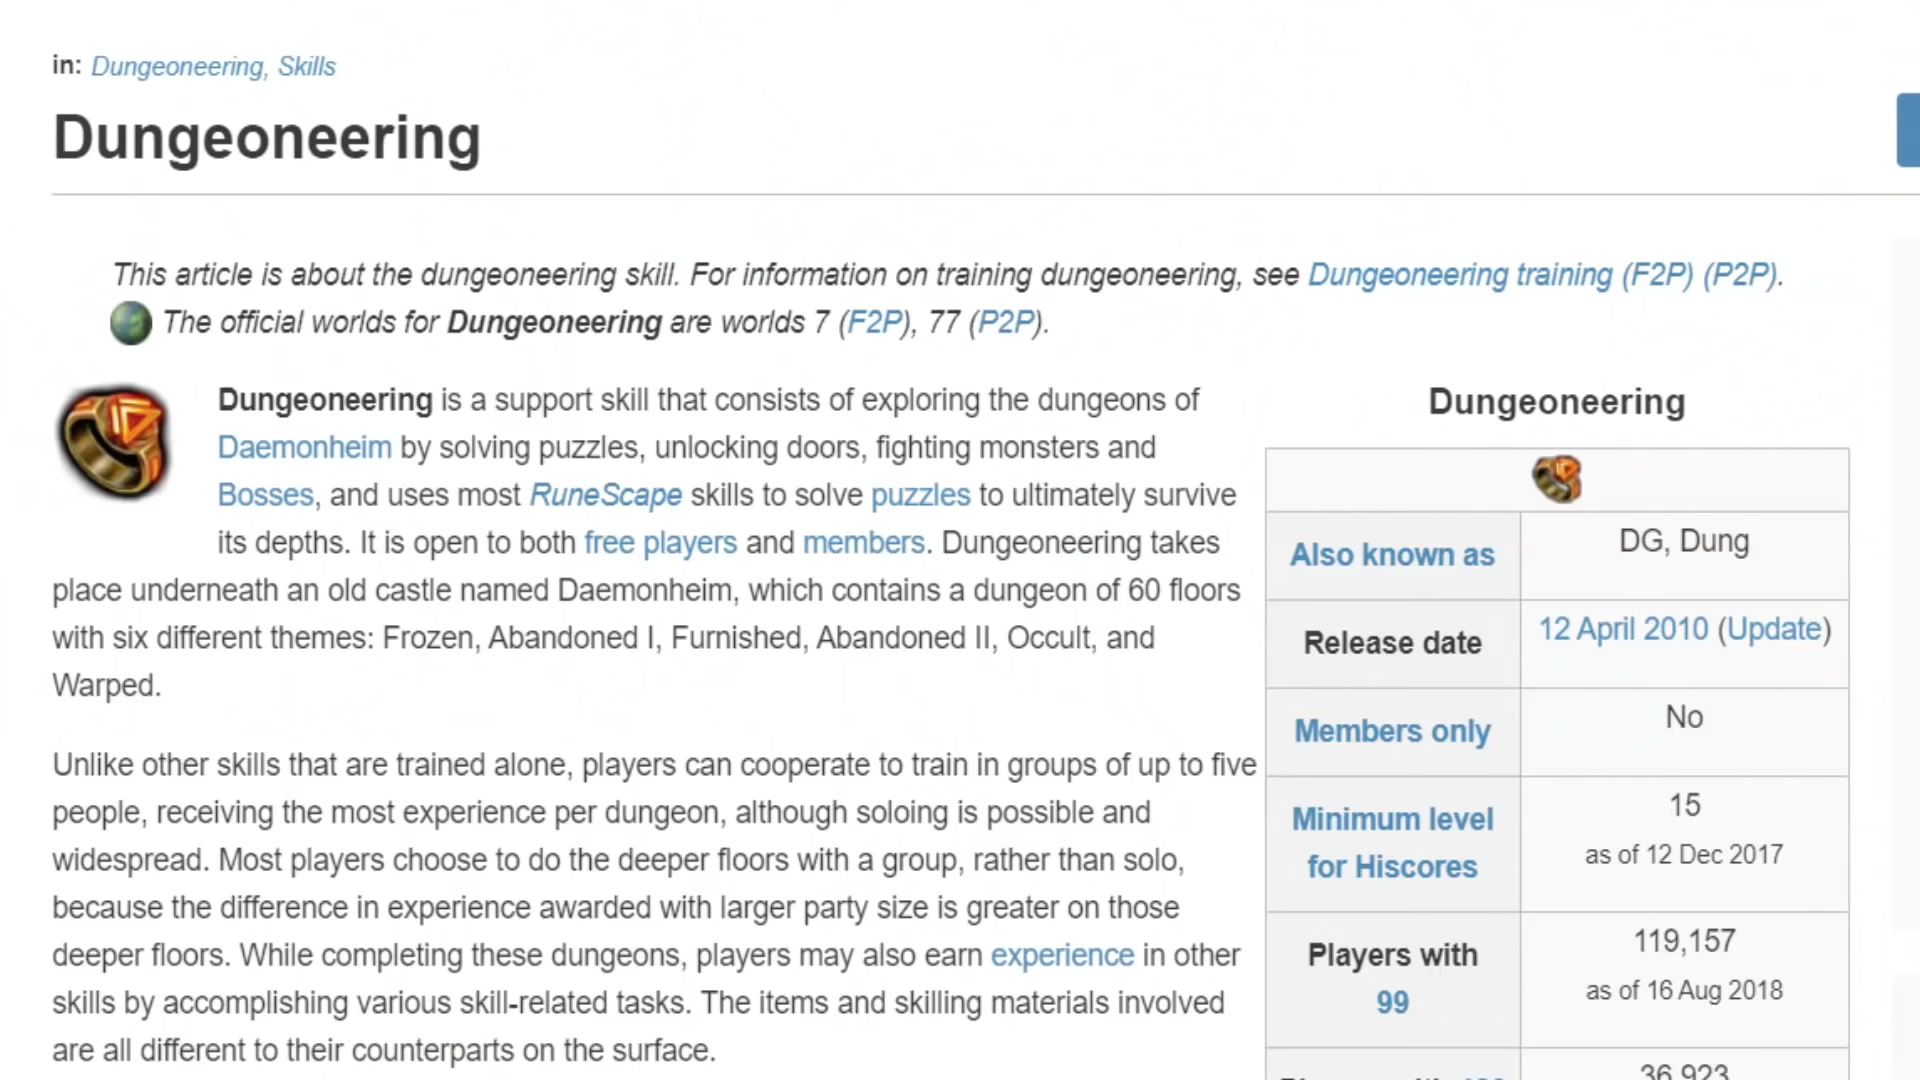 in: Dungeoneering, Skills
Dungeoneering
This article is about the dungeoneering skill. For information on training dungeoneering, see Dungeoneering training (F2P) (P2P).
The official worlds for Dungeoneering are worlds 7 (F2P), 77 (P2P).
Dungeoneering is a support skill that consists of exploring the dungeons of
Daemonheim by solving puzzles, unlocking doors, fighting monsters and
Bosses, and uses most RuneScape skills to solve puzzles to ultimately survive
its depths. It is open to both free players and members. Dungeoneering takes
place underneath an old castle named Daemonheim, which contains a dungeon of 60 floors
with six different themes: Frozen, Abandoned I, Furnished, Abandoned II, Occult, and
Warped.
Unlike other skills that are trained alone, players can cooperate to train in groups of up to five
people, receiving the most experience per dungeon, although soloing is possible and
widespread. Most players choose to do the deeper floors with a group, rather than solo,
because the difference in experience awarded with larger party size is greater on those
deeper floors. While completing these dungeons, players may also earn experience in other
skills by accomplishing various skill-related tasks. The items and skilling materials involved
are all different to their counterparts on the surface.
Dungeoneering
Also known as
DG, Dung
Release date
12 April 2010 (Update)
Members only
No
Minimum level
for Hiscores
15
as of 12 Dec 2017
Players with
99
119,157
as of 16 Aug 2018
36,923